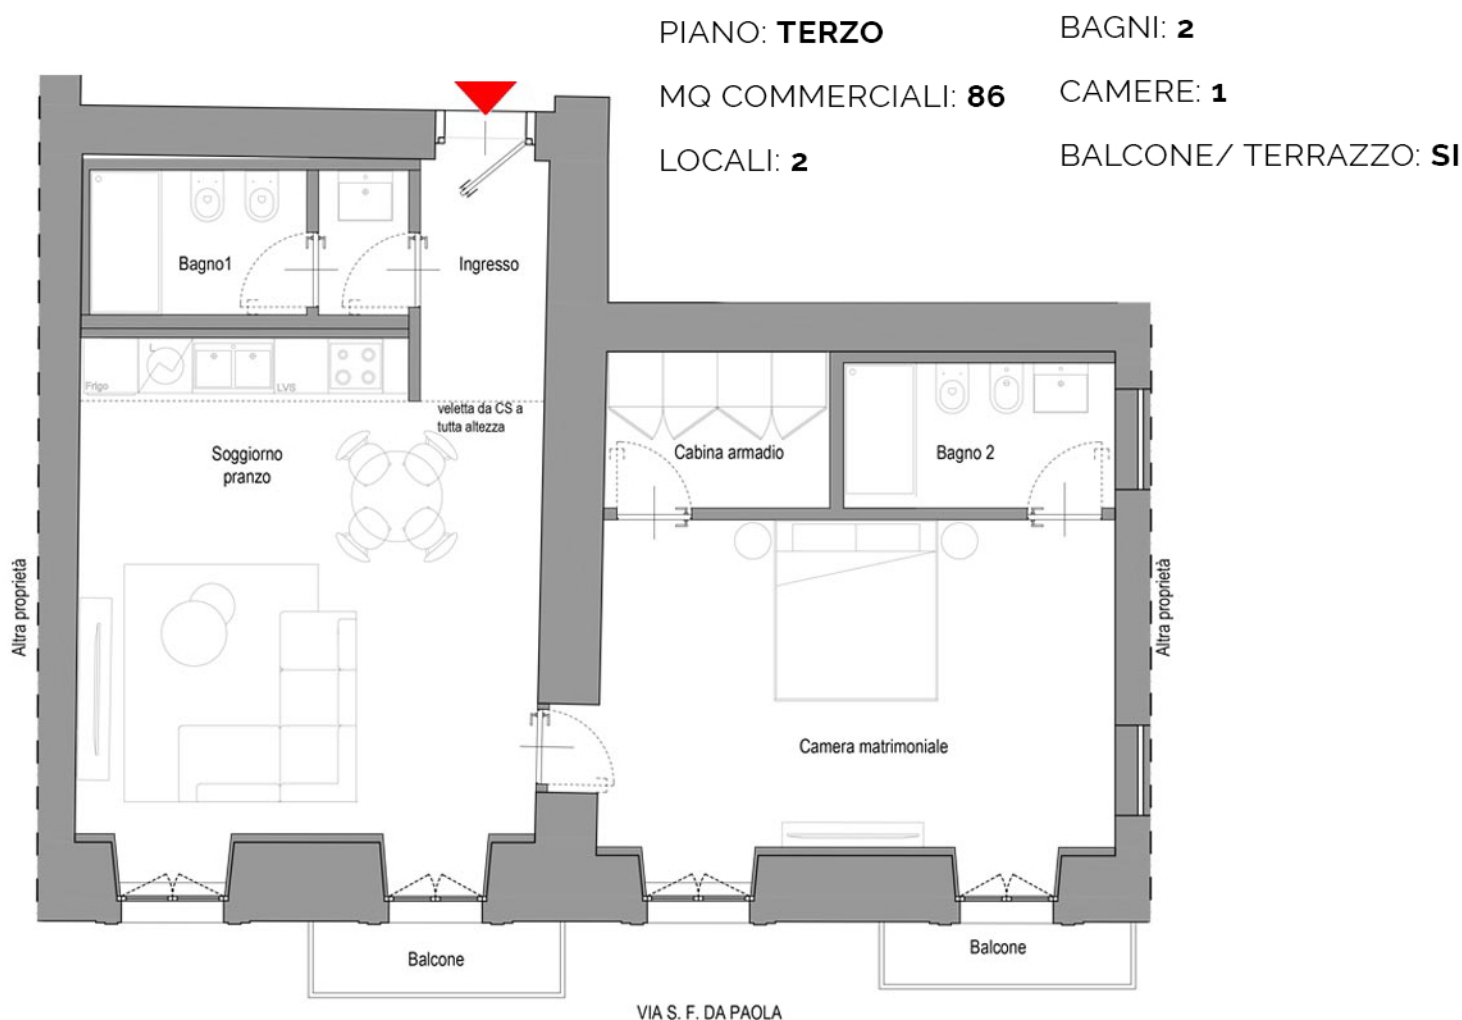 PIANO: TERZO
BAGNI: 2
MQ COMMERCIALI: 86
CAMERE: 1
LOCALI: 2
BALCONE/ TERRAZZO: SI
Bagno1
Ingresso
Frigo
LVS
veletta da CS a
tutta altezza
Soggiorno
pranzo
Cabina armadio
Bagno 2
Altra proprietà
Altra proprietà
Camera matrimoniale
Balcone
Balcone
VIA S. F. DA PAOLA